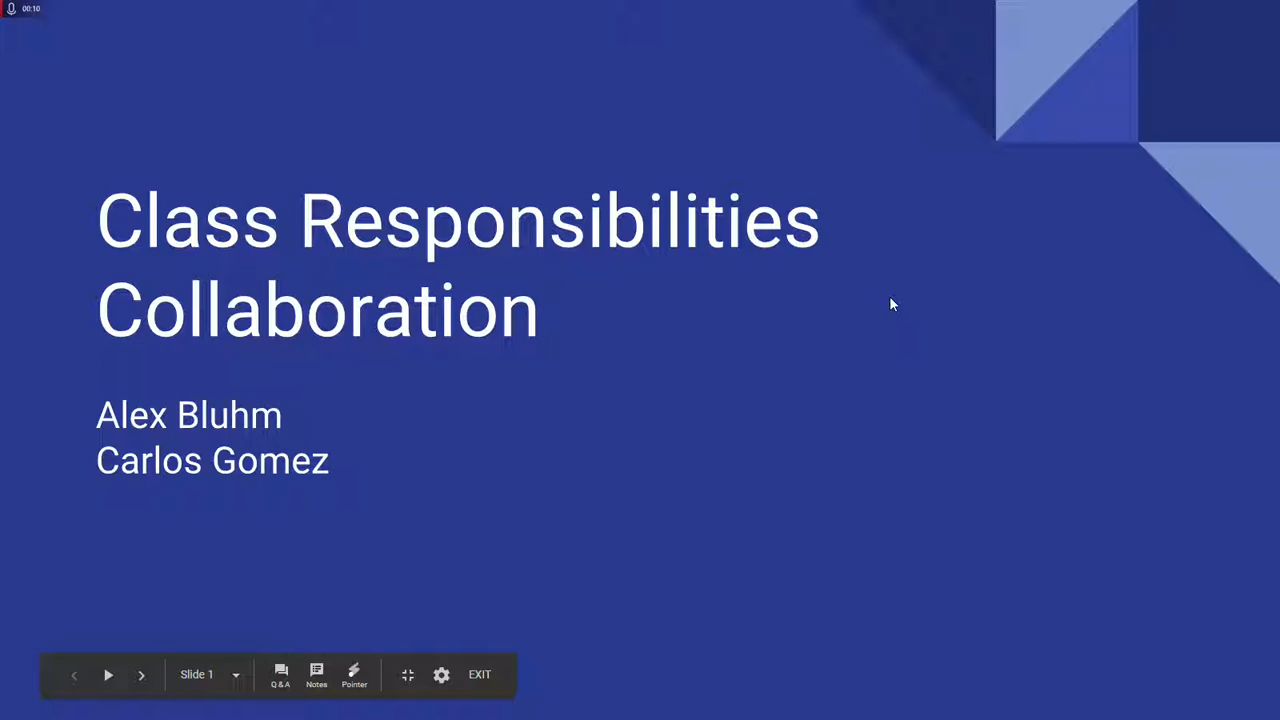 00:10
Class Responsibilities
Collaboration
Alex Bluhm
Carlos Gomez
Slide 1
Q & A
Notes
Pointer
EXIT